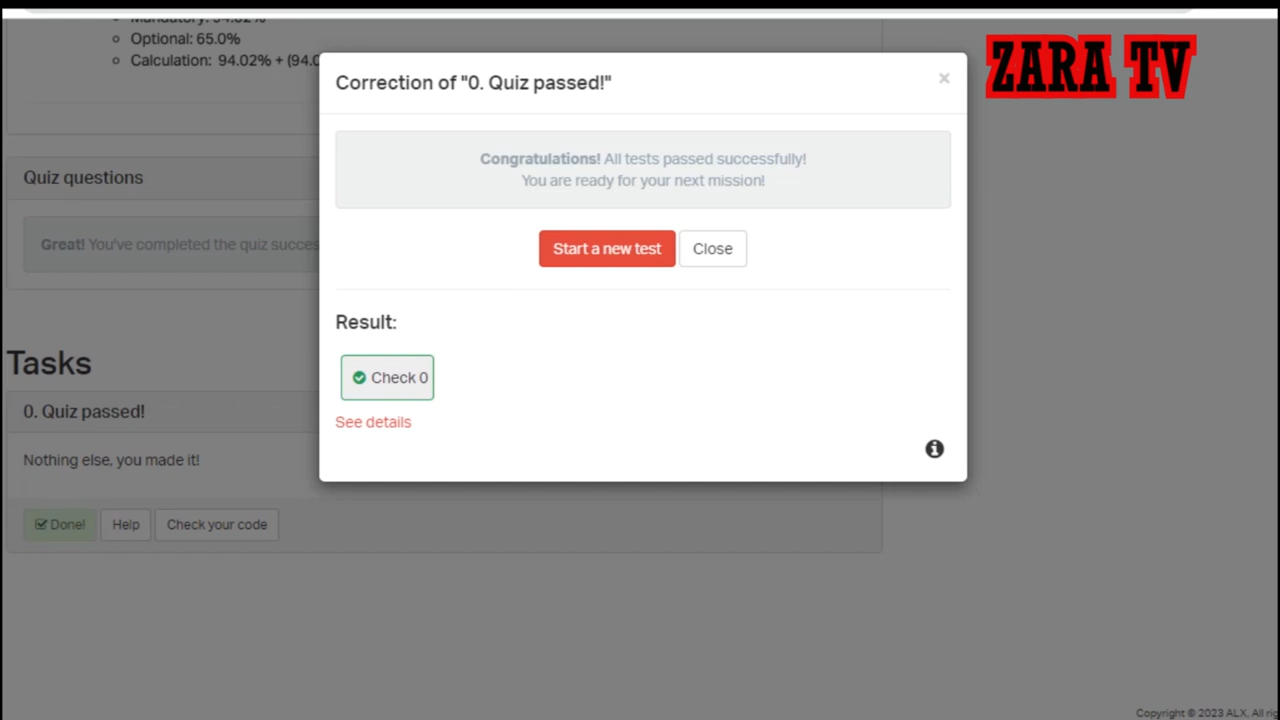 Mandatory: 94.02%
Optional: 65.0%
Calculation: 94.02% + (94.0
ZARA TV
Correction of "0. Quiz passed!"
×
Congratulations! All tests passed successfully!
You are ready for your next mission!
Quiz questions
Great! You've completed the quiz succes
Start a new test
Close
Result:
Check 0
See details
Tasks
0. Quiz passed!
Nothing else, you made it!
Done!
Help
Check your code
Copyright © 2023 ALX, All rig